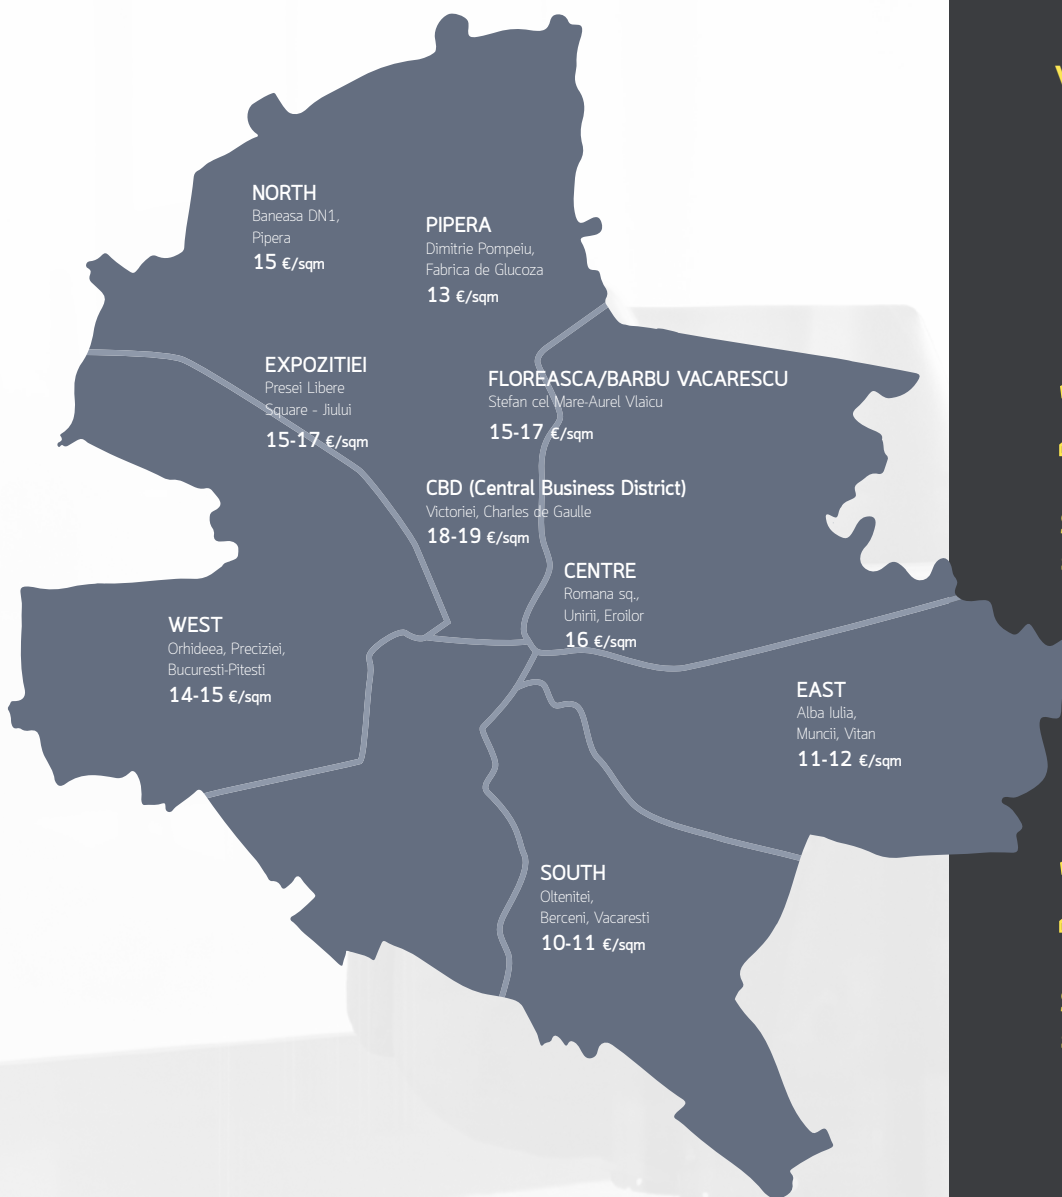 NORTH
Baneasa DN1,
Pipera
15 €/sqm
PIPERA
Dimitrie Pompeiu,
Fabrica de Glucoza
13 €/sqm
EXPOZITIEI
Presei Libere
Square - Jiului
15-17 €/sqm
FLOREASCA/BARBU VACARESCU
Stefan cel Mare-Aurel Vlaicu
15-17 €/sqm
CBD (Central Business District)
Victoriei, Charles de Gaulle
18-19 €/sqm
CENTRE
Romana sq.,
Unirii, Eroilor
16 €/sqm
WEST
Orhideea, Preciziei,
Bucuresti-Pitesti
14-15 €/sqm
EAST
Alba Iulia,
Muncii, Vitan
11-12 €/sqm
SOUTH
Oltenitei,
Berceni, Vacaresti
10-11 €/sqm